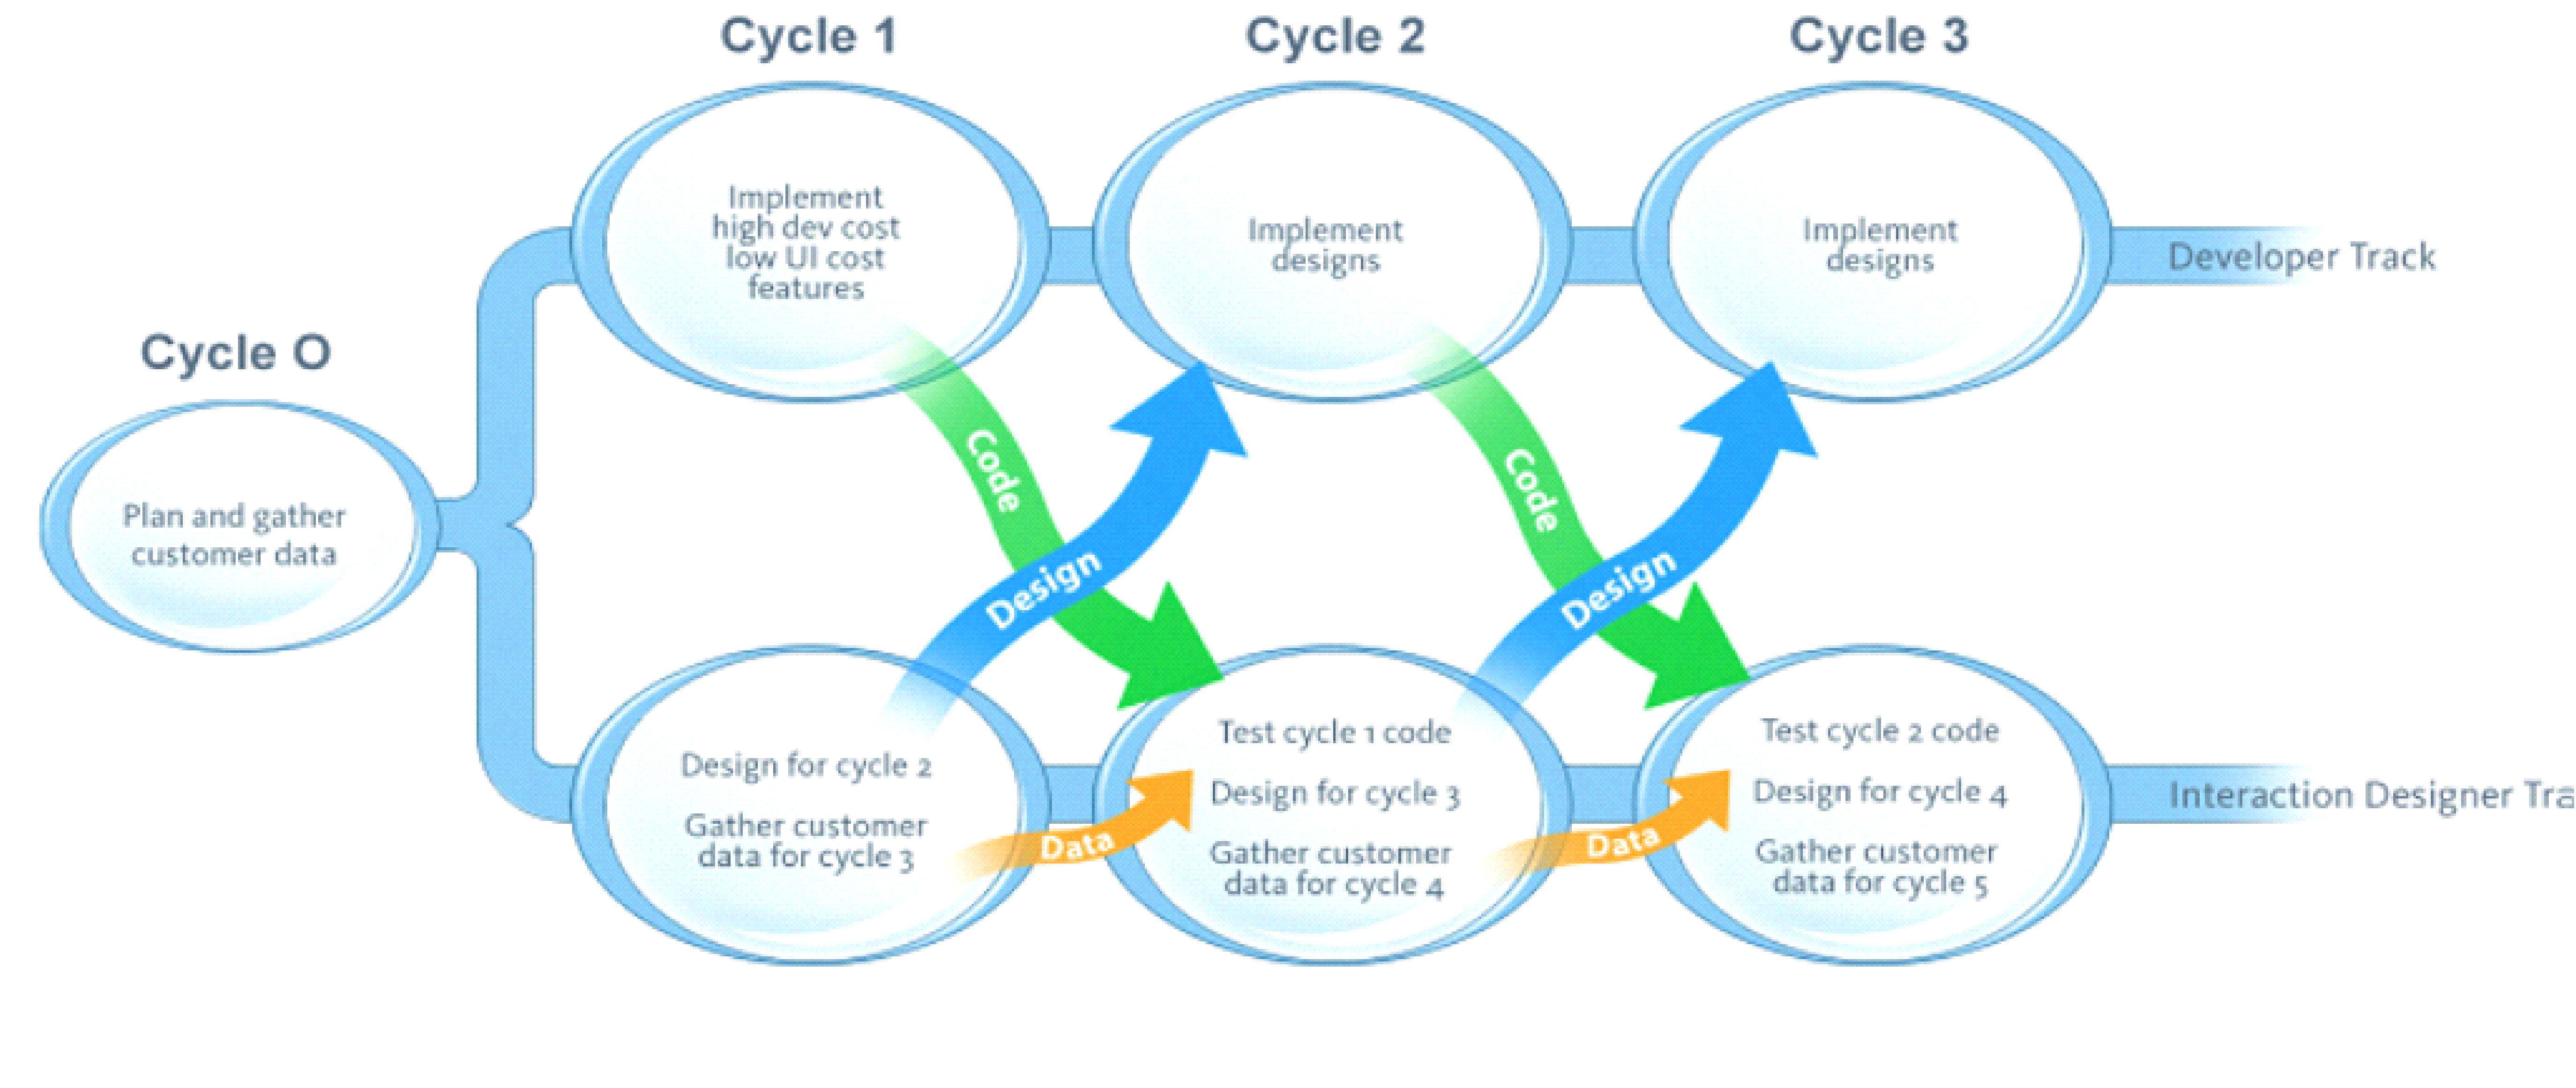 Cycle 1
Cycle 2
Cycle 3
Cycle O
Plan and gather
customer data
Implement
high dev cost
low UI cost
features
Implement
designs
Implement
designs
Developer Track
Code
Design
Code
Design
Design for cycle 2
Gather customer
data for cycle 3
Data
Test cycle 1 code
Design for cycle 3
Gather customer
data for cycle 4
Data
Test cycle 2 code
Design for cycle 4
Gather customer
data for cycle 5
Interaction Designer Tra